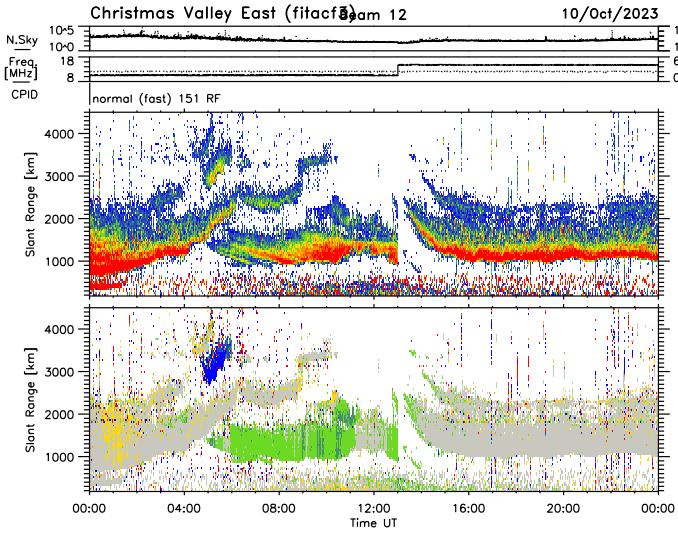 Christmas Valley East (fitacf3) Beam 12 10/Oct/2023
N.Sky 10^5 10^0 1 1
Freq. [MHz] 18 8 6 0
CPID normal (fast) 151 RF
Slant Range [km] 4000 3000 2000 1000
Slant Range [km] 4000 3000 2000 1000
00:00 04:00 08:00 12:00 16:00 20:00 00:00
Time UT